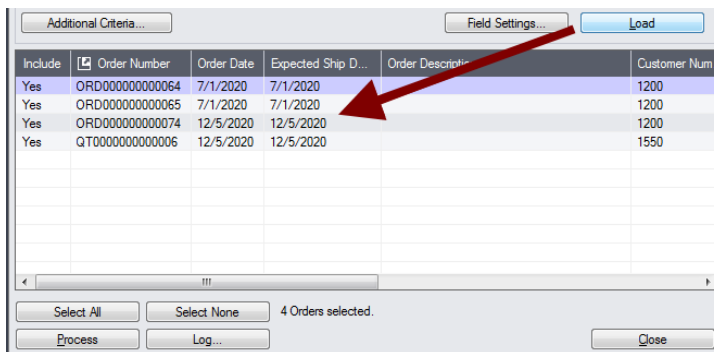 Additional Criteria... Field Settings... Load
Include Order Number Order Date Expected Ship D... Order Description Customer Num
Yes ORD000000000064 7/1/2020 7/1/2020 1200
Yes ORD000000000065 7/1/2020 7/1/2020 1200
Yes ORD000000000074 12/5/2020 12/5/2020 1200
Yes QT0000000000006 12/5/2020 12/5/2020 1550
Select All Select None 4 Orders selected.
Process Log... Close